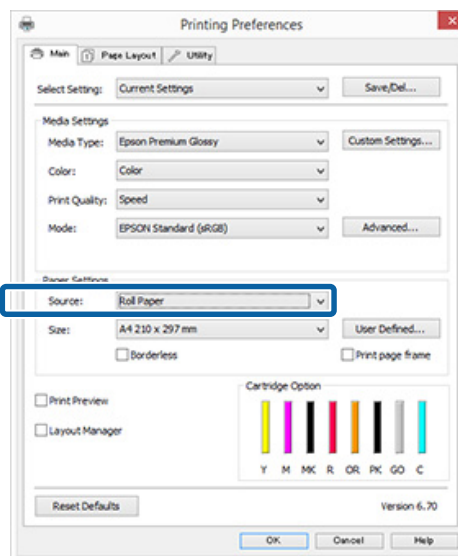 Printing Preferences
Main Page Layout Utility
Select Setting: Current Settings Save/Del...
Media Settings
Media Type: Epson Premium Glossy Custom Settings...
Color: Color
Print Quality: Speed
Mode: EPSON Standard (sRGB) Advanced...
Paper Settings
Source: Roll Paper
Size: A4 210 x 297 mm User Defined...
Borderless Print page frame
Cartridge Option
Print Preview
Layout Manager
Y M MK R OR PK GO C
Reset Defaults Version 6.70
OK Cancel Help